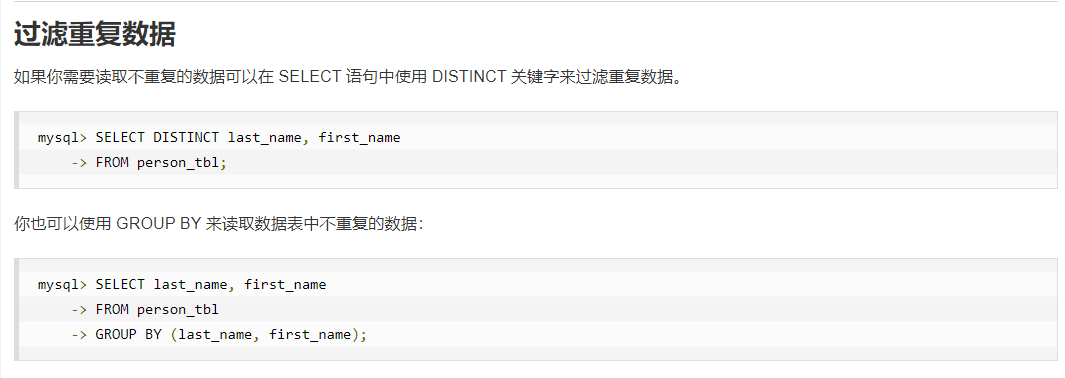 过滤重复数据
如果你需要读取不重复的数据可以在 SELECT 语句中使用 DISTINCT 关键字来过滤重复数据。
mysql> SELECT DISTINCT last_name, first_name
-> FROM person_tbl;
你也可以使用 GROUP BY 来读取数据表中不重复的数据：
mysql> SELECT last_name, first_name
-> FROM person_tbl
-> GROUP BY (last_name, first_name);